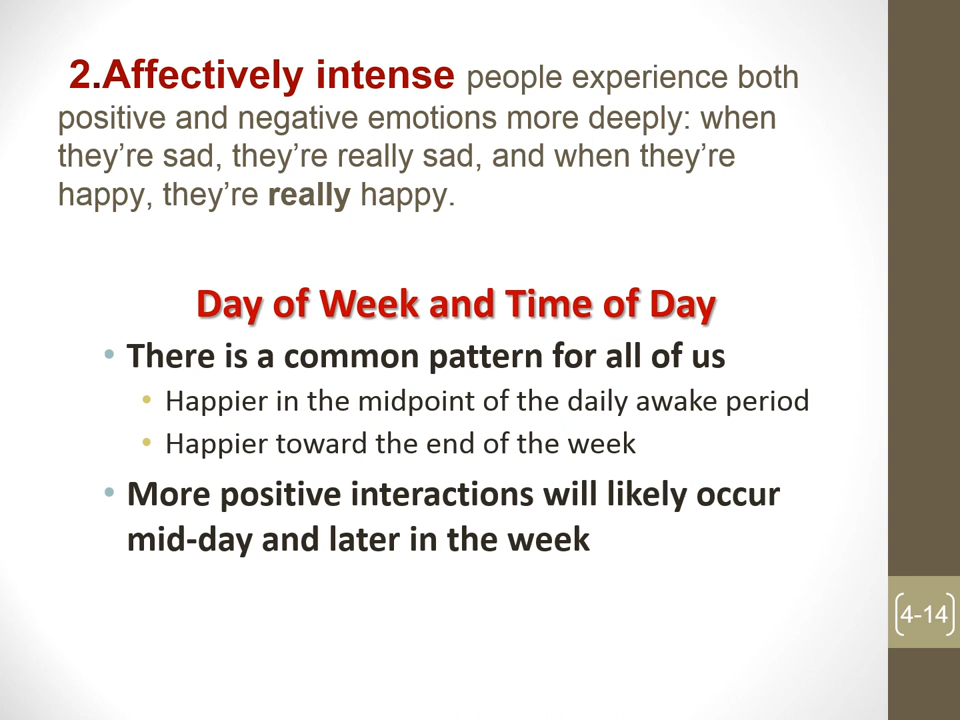 2.Affectively intense people experience both
positive and negative emotions more deeply: when
they’re sad, they’re really sad, and when they’re
happy, they’re really happy.
Day of Week and Time of Day
• There is a common pattern for all of us
• Happier in the midpoint of the daily awake period
• Happier toward the end of the week
• More positive interactions will likely occur
mid-day and later in the week
4-14